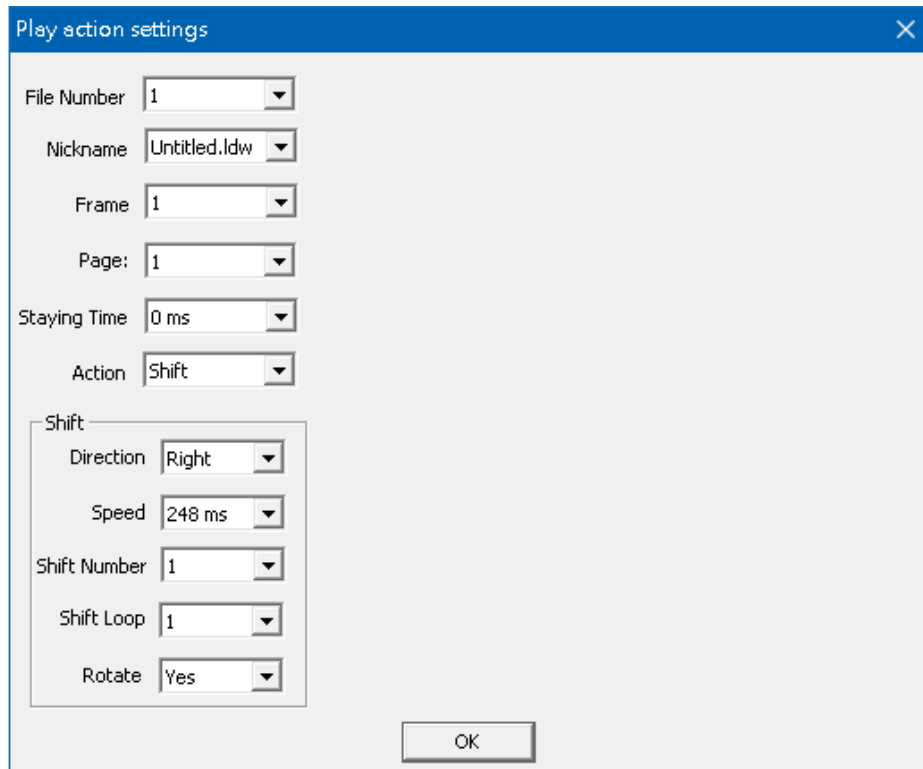 Play action settings
File Number 1
Nickname Untitled.ldw
Frame 1
Page: 1
Staying Time 0 ms
Action Shift
Shift
Direction Right
Speed 248 ms
Shift Number 1
Shift Loop 1
Rotate Yes
OK